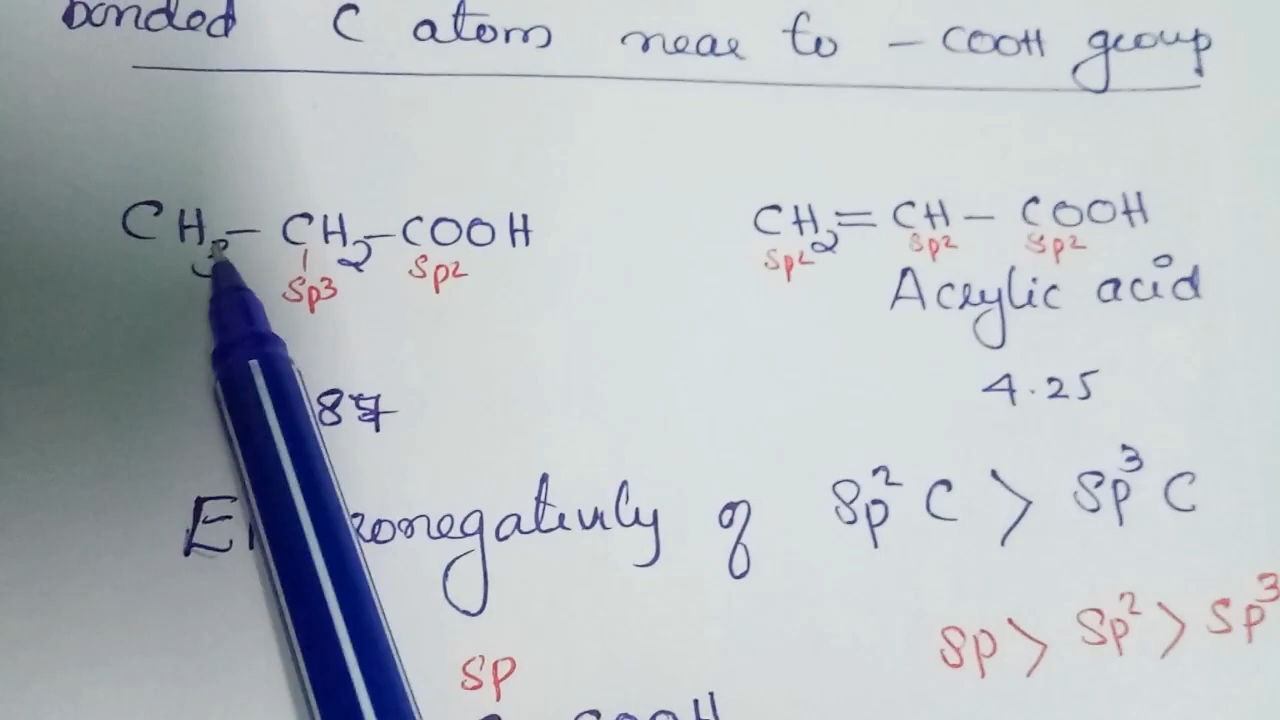 bonded C atom near to - COOH group
CH3 - CH2 - COOH
sp3 sp2
CH2 = CH - COOH
sp2 sp2 sp2
Acrylic acid
87
4.25
of sp2 C > sp3 C
sp > sp2 > sp3
sp
COOH